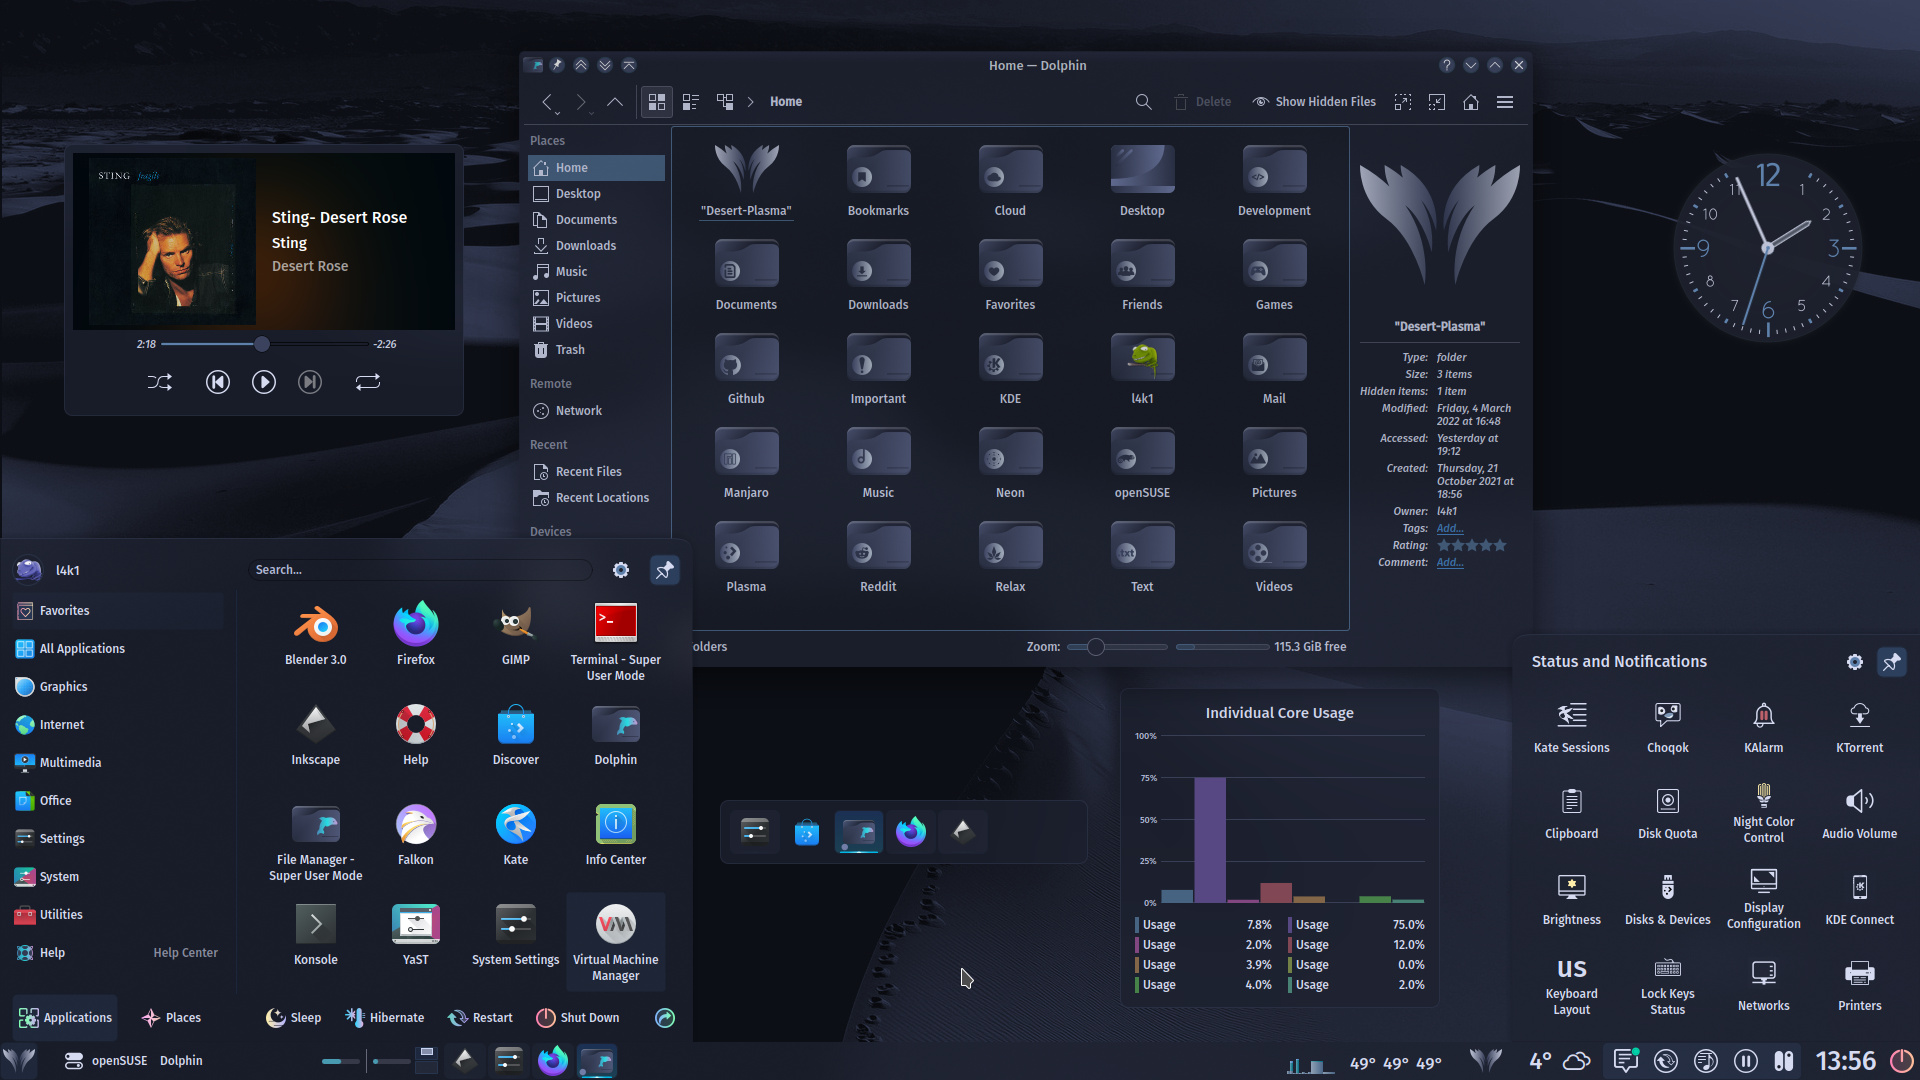 Home — Dolphin
Home
Delete
Show Hidden Files
Places
Home
Desktop
Documents
Downloads
Music
Pictures
Videos
Trash
Remote
Network
Recent
Recent Files
Recent Locations
Devices
"Desert-Plasma"
Bookmarks
Cloud
Desktop
Development
Documents
Downloads
Favorites
Friends
Games
Github
Important
KDE
l4k1
Mail
Manjaro
Music
Neon
openSUSE
Pictures
Plasma
Reddit
Relax
.txt
Text
Videos
olders
Zoom:
115.3 GiB free
"Desert-Plasma"
Type: folder
Size: 3 items
Hidden items: 1 item
Modified: Friday, 4 March
2022 at 16:48
Accessed: Yesterday at
19:12
Created: Thursday, 21
October 2021 at
18:56
Owner: l4k1
Tags: Add...
Rating:
Comment: Add...
STING fragile
Sting- Desert Rose
Sting
Desert Rose
2:18
-2:26
12
1
2
3
4
5
6
7
8
9
10
11
l4k1
Search...
Favorites
All Applications
Graphics
Internet
Multimedia
Office
Settings
System
Utilities
Help
Help Center
Blender 3.0
Firefox
GIMP
>_
Terminal - Super
User Mode
Inkscape
Help
Discover
Dolphin
File Manager -
Super User Mode
Falkon
Kate
Info Center
Konsole
YaST
System Settings
VM
Virtual Machine
Manager
Applications
Places
Sleep
Hibernate
Restart
Shut Down
Individual Core Usage
100%
75%
50%
25%
0%
Usage 7.8%
Usage 75.0%
Usage 2.0%
Usage 12.0%
Usage 3.9%
Usage 0.0%
Usage 4.0%
Usage 2.0%
Status and Notifications
Kate Sessions
Choqok
KAlarm
KTorrent
Clipboard
Disk Quota
Night Color
Control
Audio Volume
Brightness
Disks & Devices
Display
Configuration
KDE Connect
us
Keyboard
Layout
Lock Keys
Status
Networks
Printers
openSUSE
Dolphin
49° 49° 49°
4°
13:56